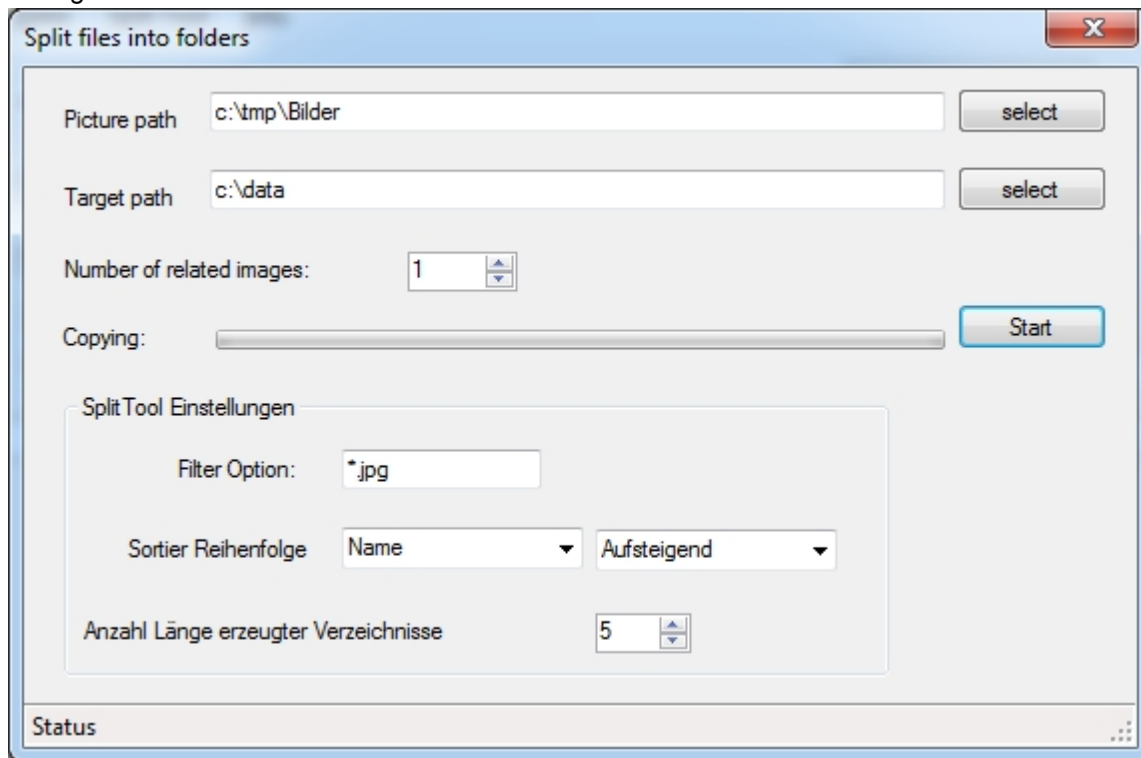 Split files into folders
Picture path c:\tmp\Bilder select
Target path c:\data select
Number of related images: 1
Copying: Start
SplitTool Einstellungen
Filter Option: *.jpg
Sortier Reihenfolge Name Aufsteigend
Anzahl Länge erzeugter Verzeichnisse 5
Status